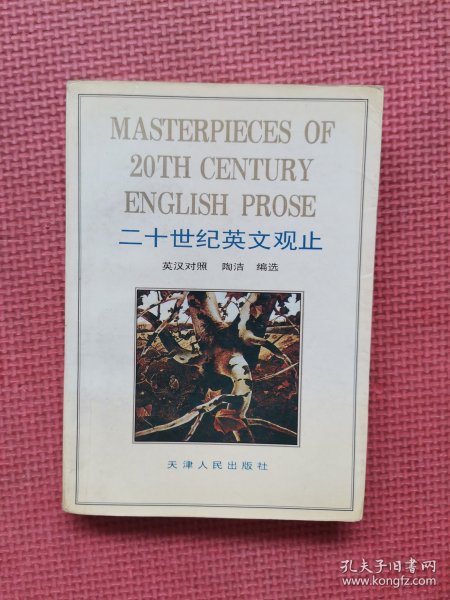 MASTERPIECES OF
20TH CENTURY
ENGLISH PROSE
二十世纪英文观止
英汉对照 陶洁 编选
天津人民出版社
孔夫子旧书网
www.kongfz.com